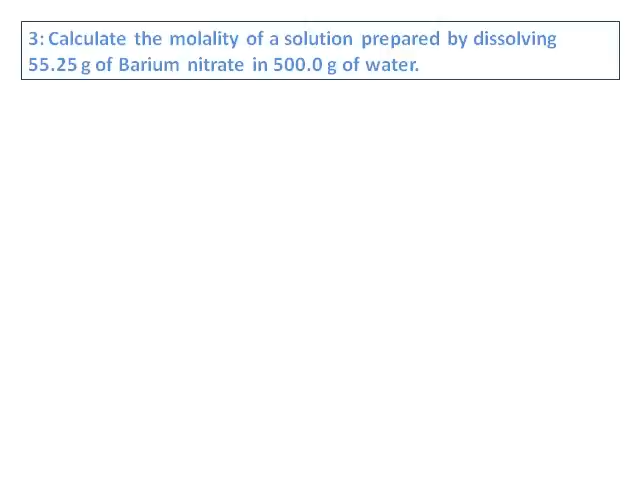 3: Calculate the molality of a solution prepared by dissolving
55.25 g of Barium nitrate in 500.0 g of water.